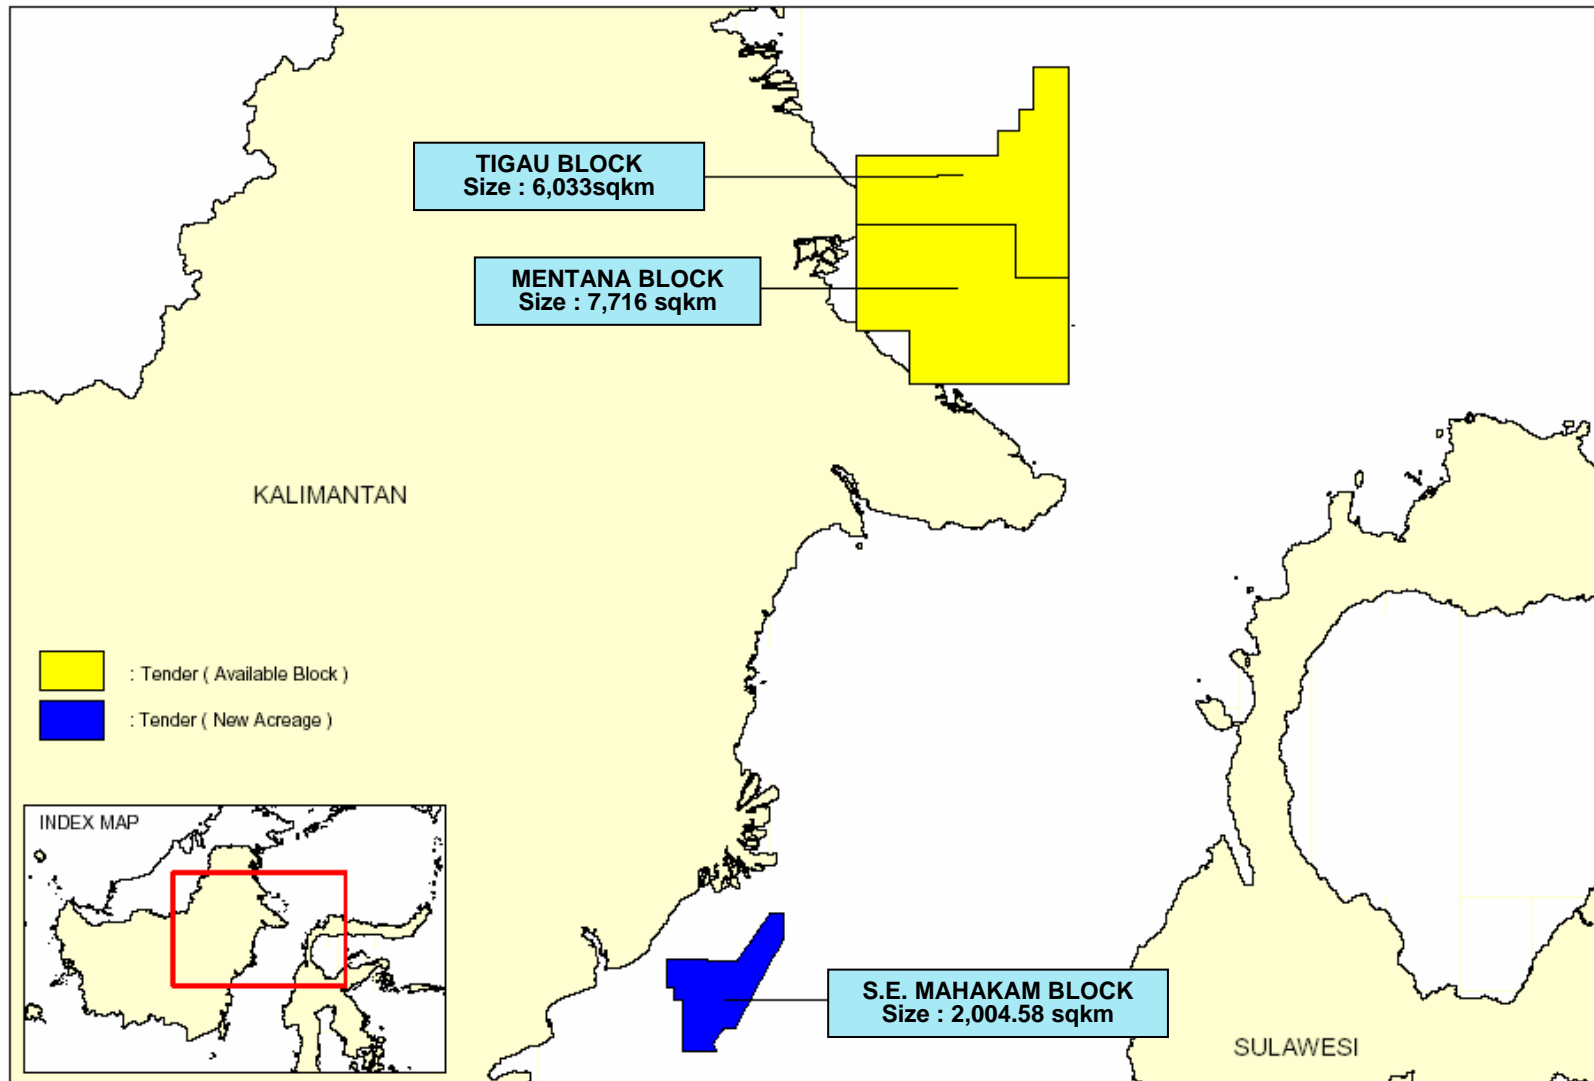 TIGAU BLOCK
Size : 6,033sqkm
MENTANA BLOCK
Size : 7,716 sqkm
KALIMANTAN
: Tender ( Available Block )
: Tender ( New Acreage )
INDEX MAP
S.E. MAHAKAM BLOCK
Size : 2,004.58 sqkm
SULAWESI